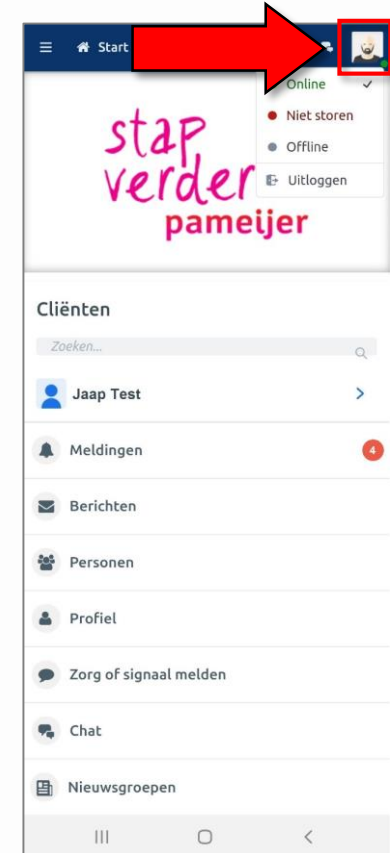 Start
Online
Niet storen
Offline
Uitloggen
stap
verder
pameijer
Cliënten
Zoeken...
Jaap Test
Meldingen
4
Berichten
Personen
Profiel
Zorg of signaal melden
Chat
Nieuwsgroepen